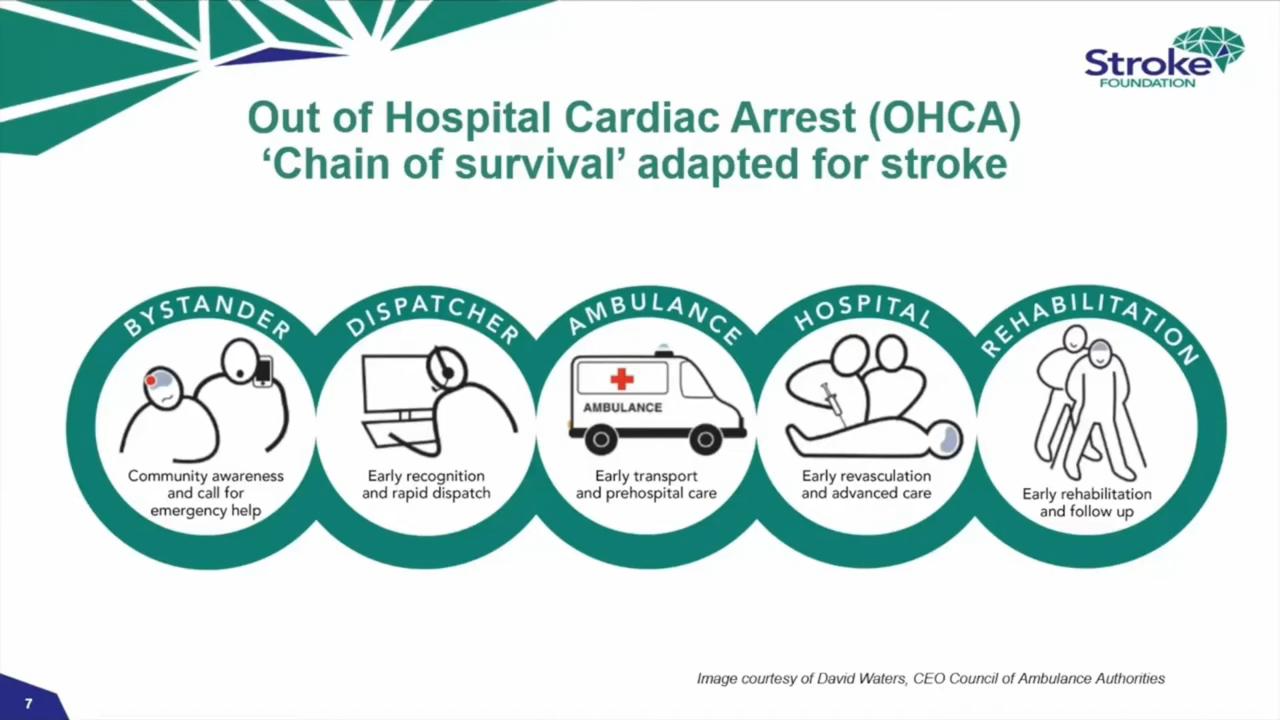 Stroke
FOUNDATION
Out of Hospital Cardiac Arrest (OHCA)
‘Chain of survival’ adapted for stroke
BYSTANDER
Community awareness
and call for
emergency help
DISPATCHER
Early recognition
and rapid dispatch
AMBULANCE
AMBULANCE
Early transport
and prehospital care
HOSPITAL
Early revasculation
and advanced care
REHABILITATION
Early rehabilitation
and follow up
Image courtesy of David Waters, CEO Council of Ambulance Authorities
7